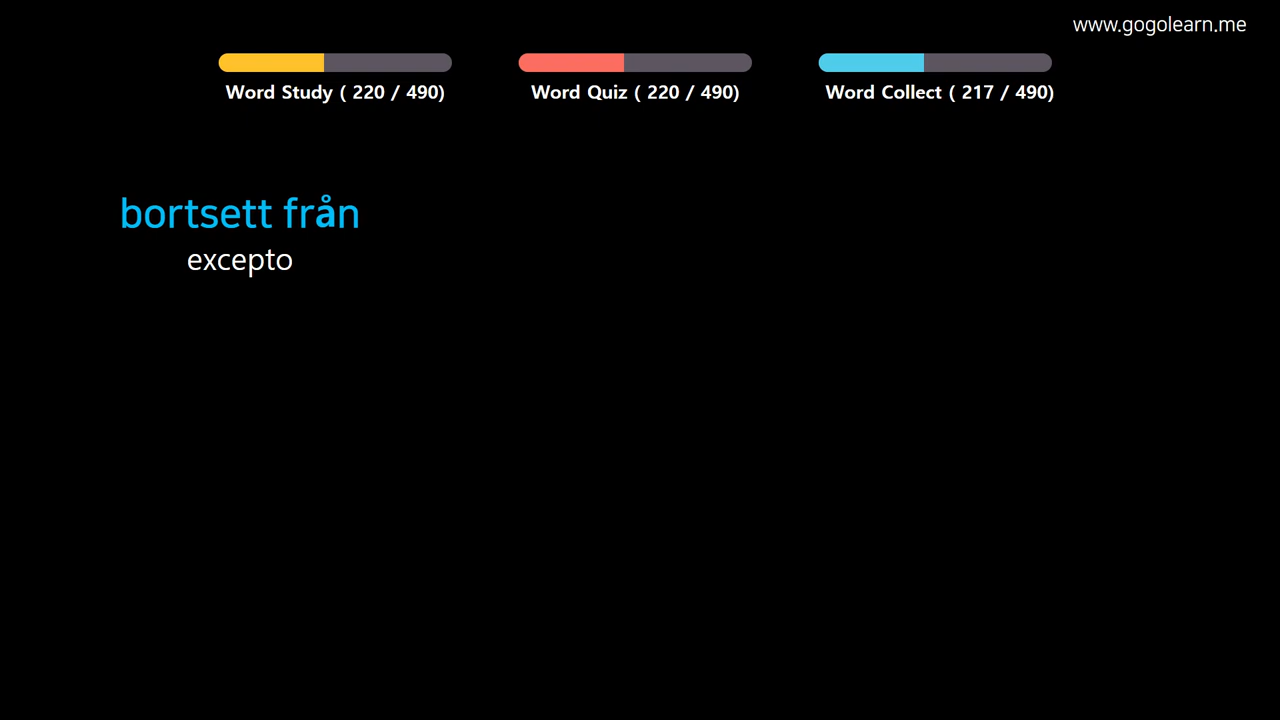 www.gogolearn.me
Word Study ( 220 / 490)
Word Quiz ( 220 / 490)
Word Collect ( 217 / 490)
bortsett från
excepto